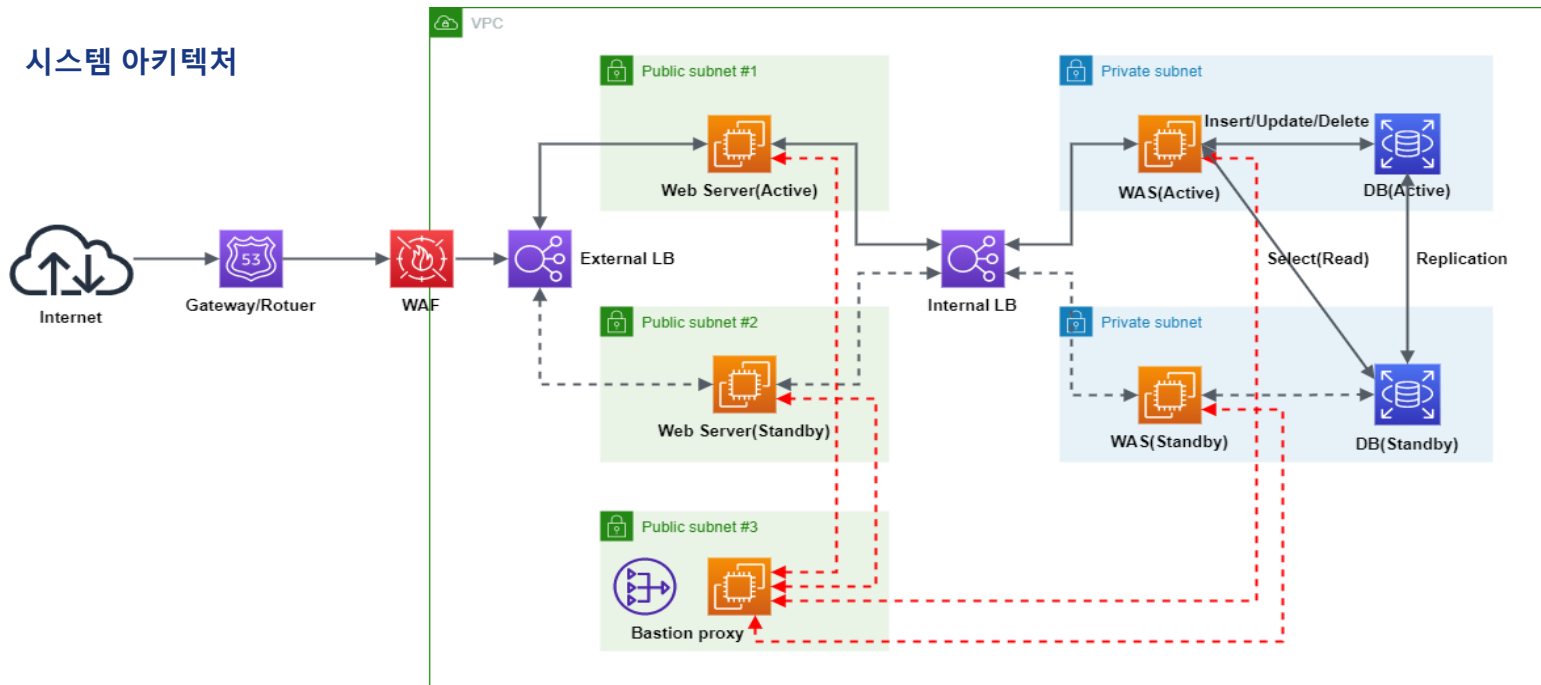 시스템 아키텍처
VPC
Public subnet #1
Web Server(Active)
Private subnet
Insert/Update/Delete
WAS(Active)
DB(Active)
Internet
53
Gateway/Rotuer
WAF
External LB
Internal LB
Select(Read)
Replication
Public subnet #2
Web Server(Standby)
Private subnet
WAS(Standby)
DB(Standby)
Public subnet #3
Bastion proxy